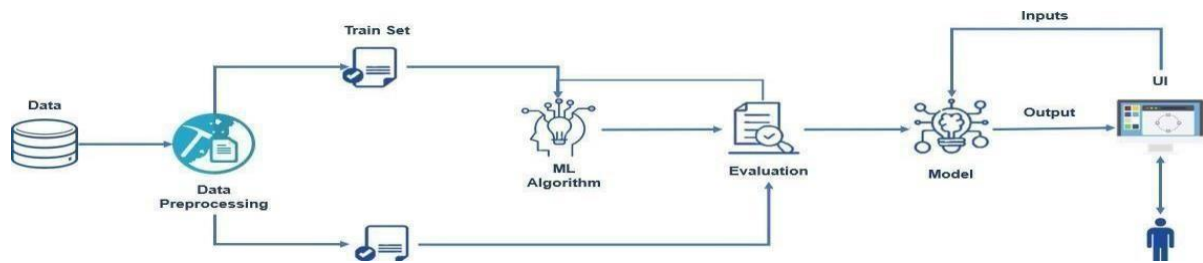 Inputs
Train Set
UI
Data
Output
ML
Algorithm
Evaluation
Model
Data
Preprocessing